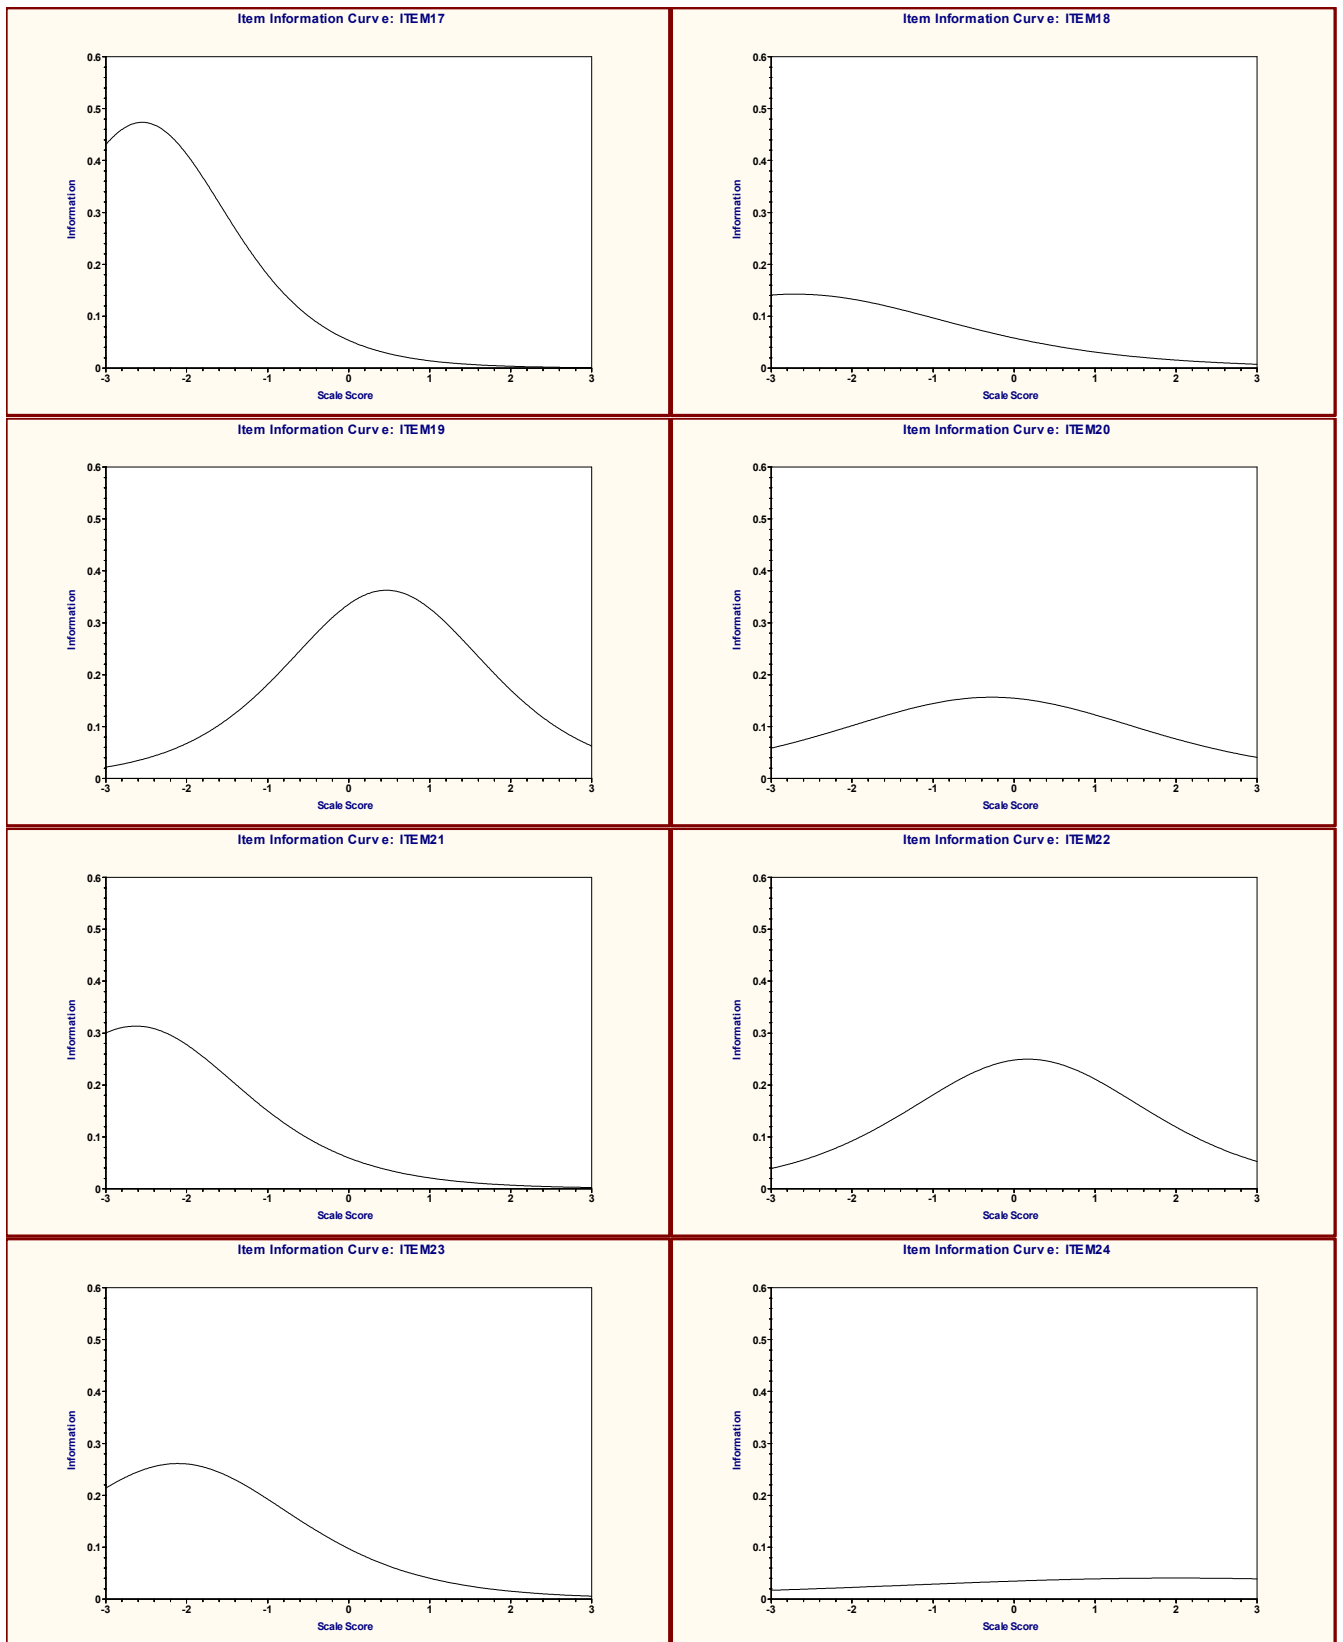 Item Information Curve: ITEM17
0.6
0.5
0.4
0.3
0.2
0.1
0
Information
-3 -2 -1 0 1 2 3
Scale Score
Item Information Curve: ITEM18
0.6
0.5
0.4
0.3
0.2
0.1
0
Information
-3 -2 -1 0 1 2 3
Scale Score
Item Information Curve: ITEM19
0.6
0.5
0.4
0.3
0.2
0.1
0
Information
-3 -2 -1 0 1 2 3
Scale Score
Item Information Curve: ITEM20
0.6
0.5
0.4
0.3
0.2
0.1
0
Information
-3 -2 -1 0 1 2 3
Scale Score
Item Information Curve: ITEM21
0.6
0.5
0.4
0.3
0.2
0.1
0
Information
-3 -2 -1 0 1 2 3
Scale Score
Item Information Curve: ITEM22
0.6
0.5
0.4
0.3
0.2
0.1
0
Information
-3 -2 -1 0 1 2 3
Scale Score
Item Information Curve: ITEM23
0.6
0.5
0.4
0.3
0.2
0.1
0
Information
-3 -2 -1 0 1 2 3
Scale Score
Item Information Curve: ITEM24
0.6
0.5
0.4
0.3
0.2
0.1
0
Information
-3 -2 -1 0 1 2 3
Scale Score